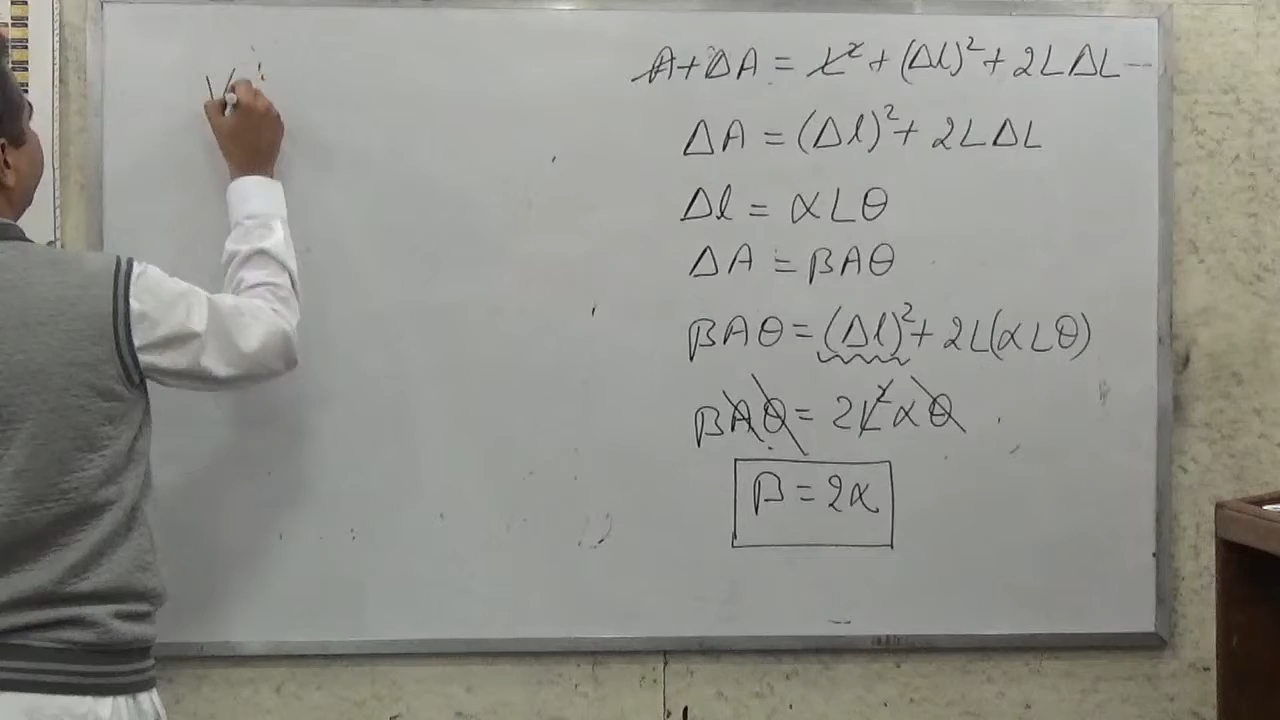 V
A+ΔA = L²+(Δl)²+2LΔL--
ΔA = (Δl)²+2LΔL
Δl = αLθ
ΔA = βAθ
βAθ = (Δl)²+2L(αLθ)
βAθ = 2L²αθ
β = 2α